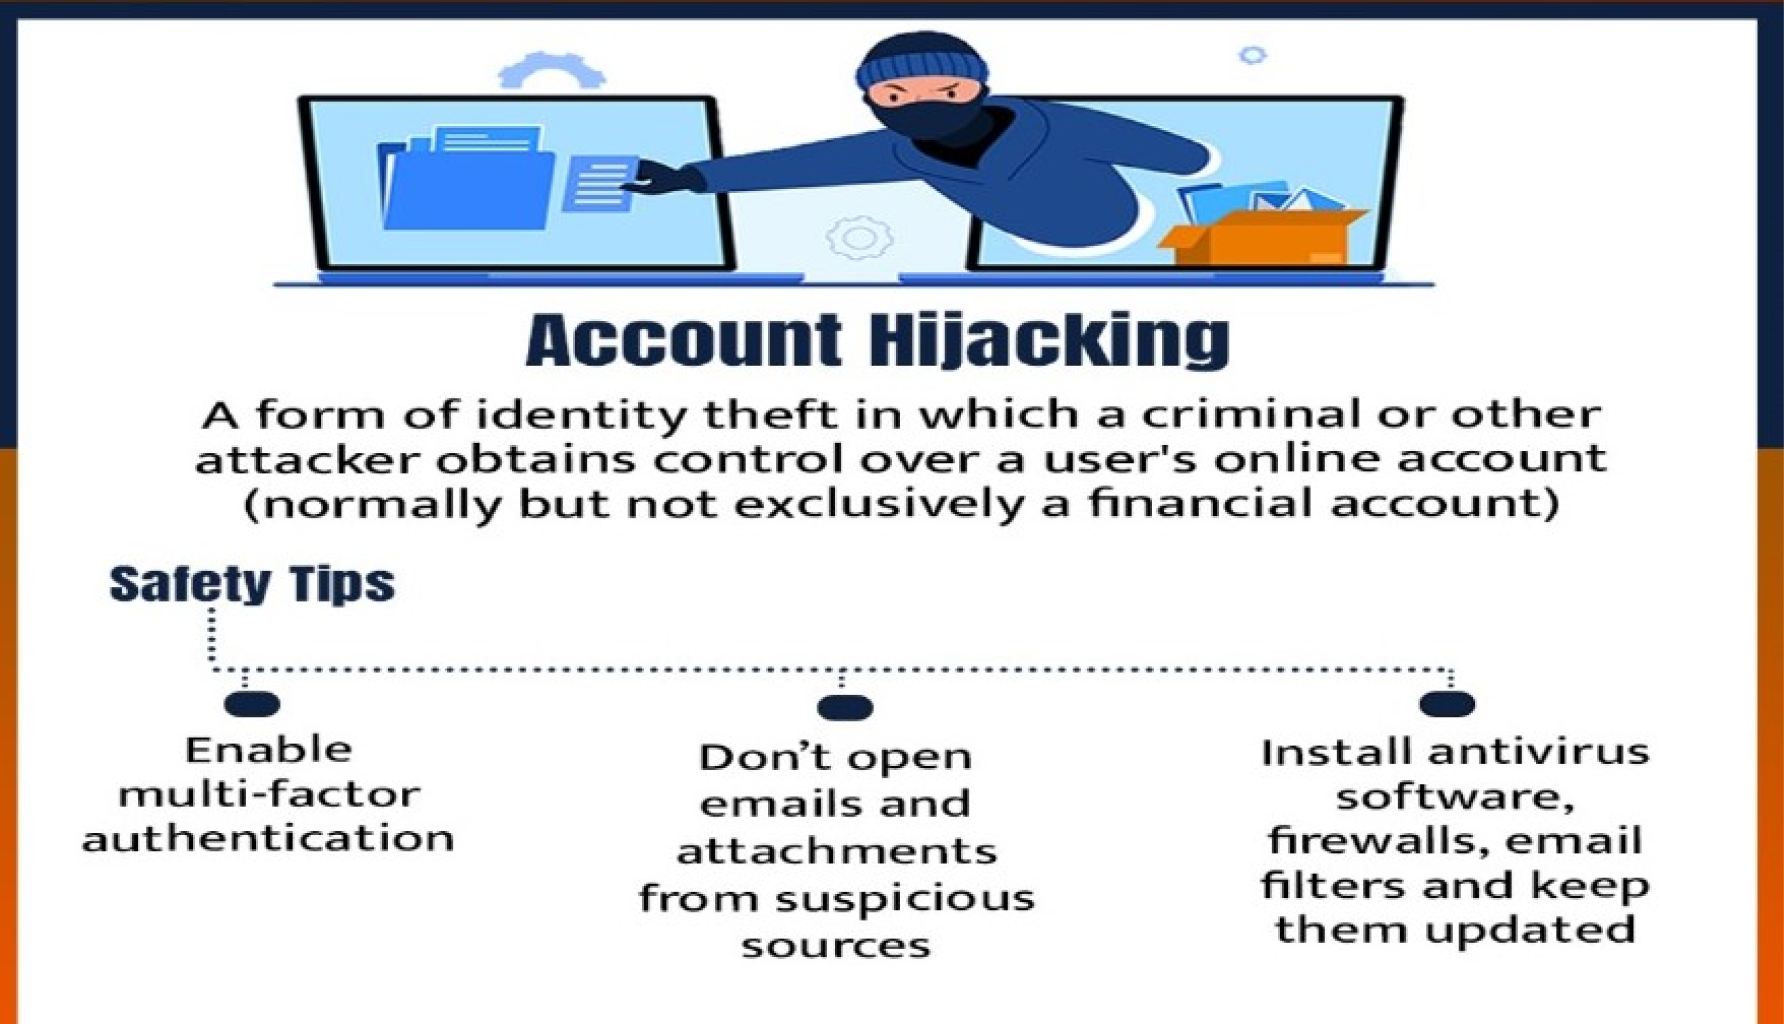 Account Hijacking
A form of identity theft in which a criminal or other
attacker obtains control over a user's online account
(normally but not exclusively a financial account)
Safety Tips
Enable
multi-factor
authentication
Don’t open
emails and
attachments
from suspicious
sources
Install antivirus
software,
firewalls, email
filters and keep
them updated